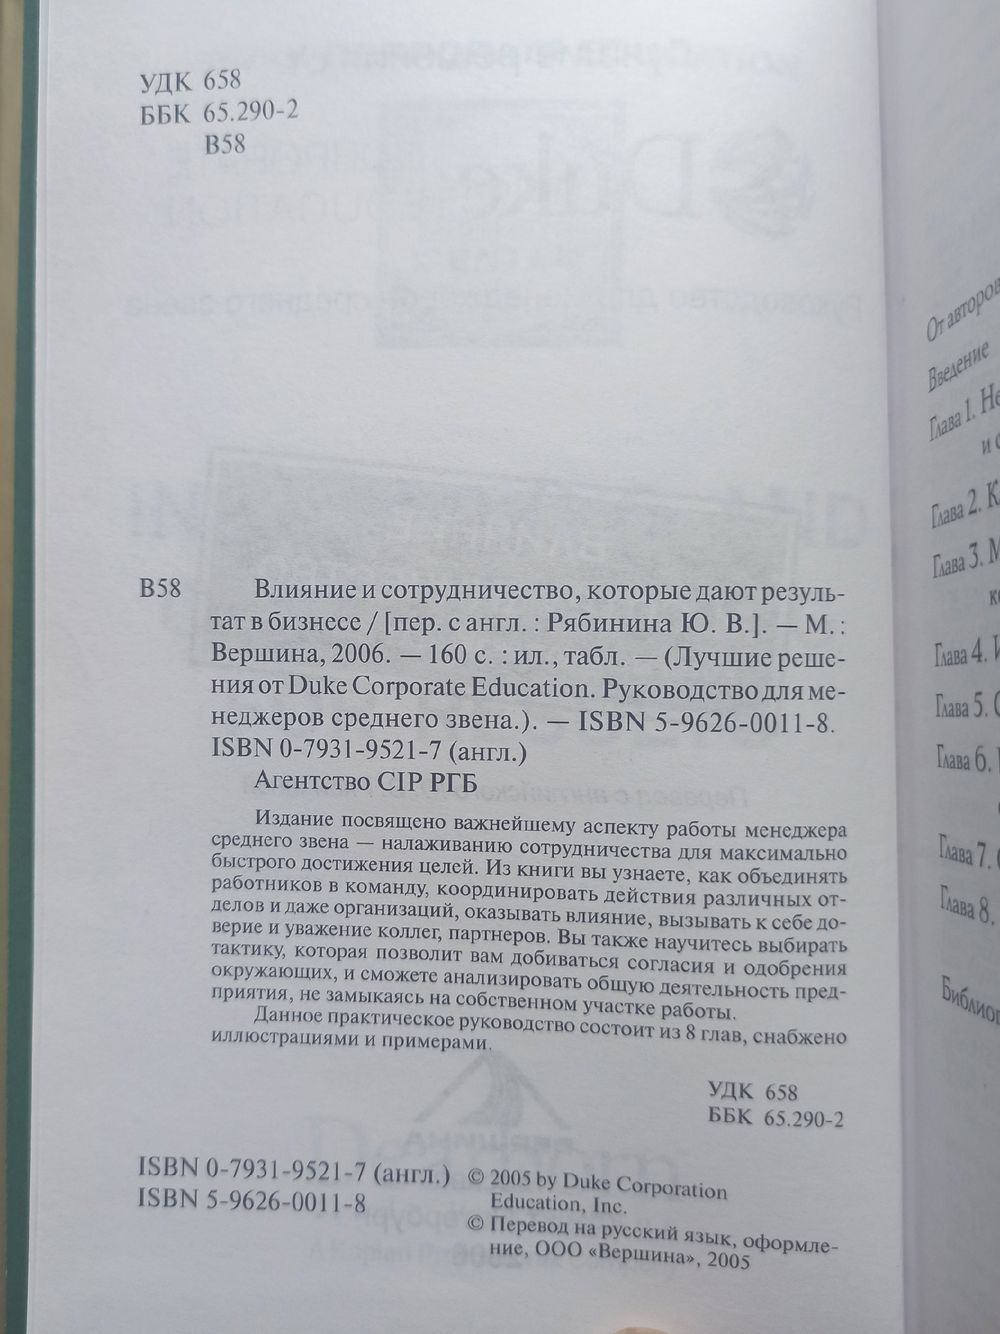 УДК 658
ББК 65.290-2
В58
В58 Влияние и сотрудничество, которые дают резуль-
тат в бизнесе / [пер. с англ. : Рябинина Ю. В.]. — М. :
Вершина, 2006. — 160 с. : ил., табл. — (Лучшие реше-
ния от Duke Corporate Education. Руководство для ме-
неджеров среднего звена.). — ISBN 5-9626-0011-8.
ISBN 0-7931-9521-7 (англ.)
Агентство CIP РГБ
Издание посвящено важнейшему аспекту работы менеджера
среднего звена — налаживанию сотрудничества для максимально
быстрого достижения целей. Из книги вы узнаете, как объединять
работников в команду, координировать действия различных от-
делов и даже организаций, оказывать влияние, вызывать к себе до-
верие и уважение коллег, партнеров. Вы также научитесь выбирать
тактику, которая позволит вам добиваться согласия и одобрения
окружающих, и сможете анализировать общую деятельность пред-
приятия, не замыкаясь на собственном участке работы.
Данное практическое руководство состоит из 8 глав, снабжено
иллюстрациями и примерами.
УДК 658
ББК 65.290-2
ISBN 0-7931-9521-7 (англ.)
ISBN 5-9626-0011-8
© 2005 by Duke Corporation
Education, Inc.
© Перевод на русский язык, оформле-
ние, ООО «Вершина», 2005
От авторов
Введение
Глава 1. Не
и с
Глава 2. К
Глава 3. М
Глава 4.
Глава 5.
Глава 6.
Глава 7.
Глава 8.
Библиог